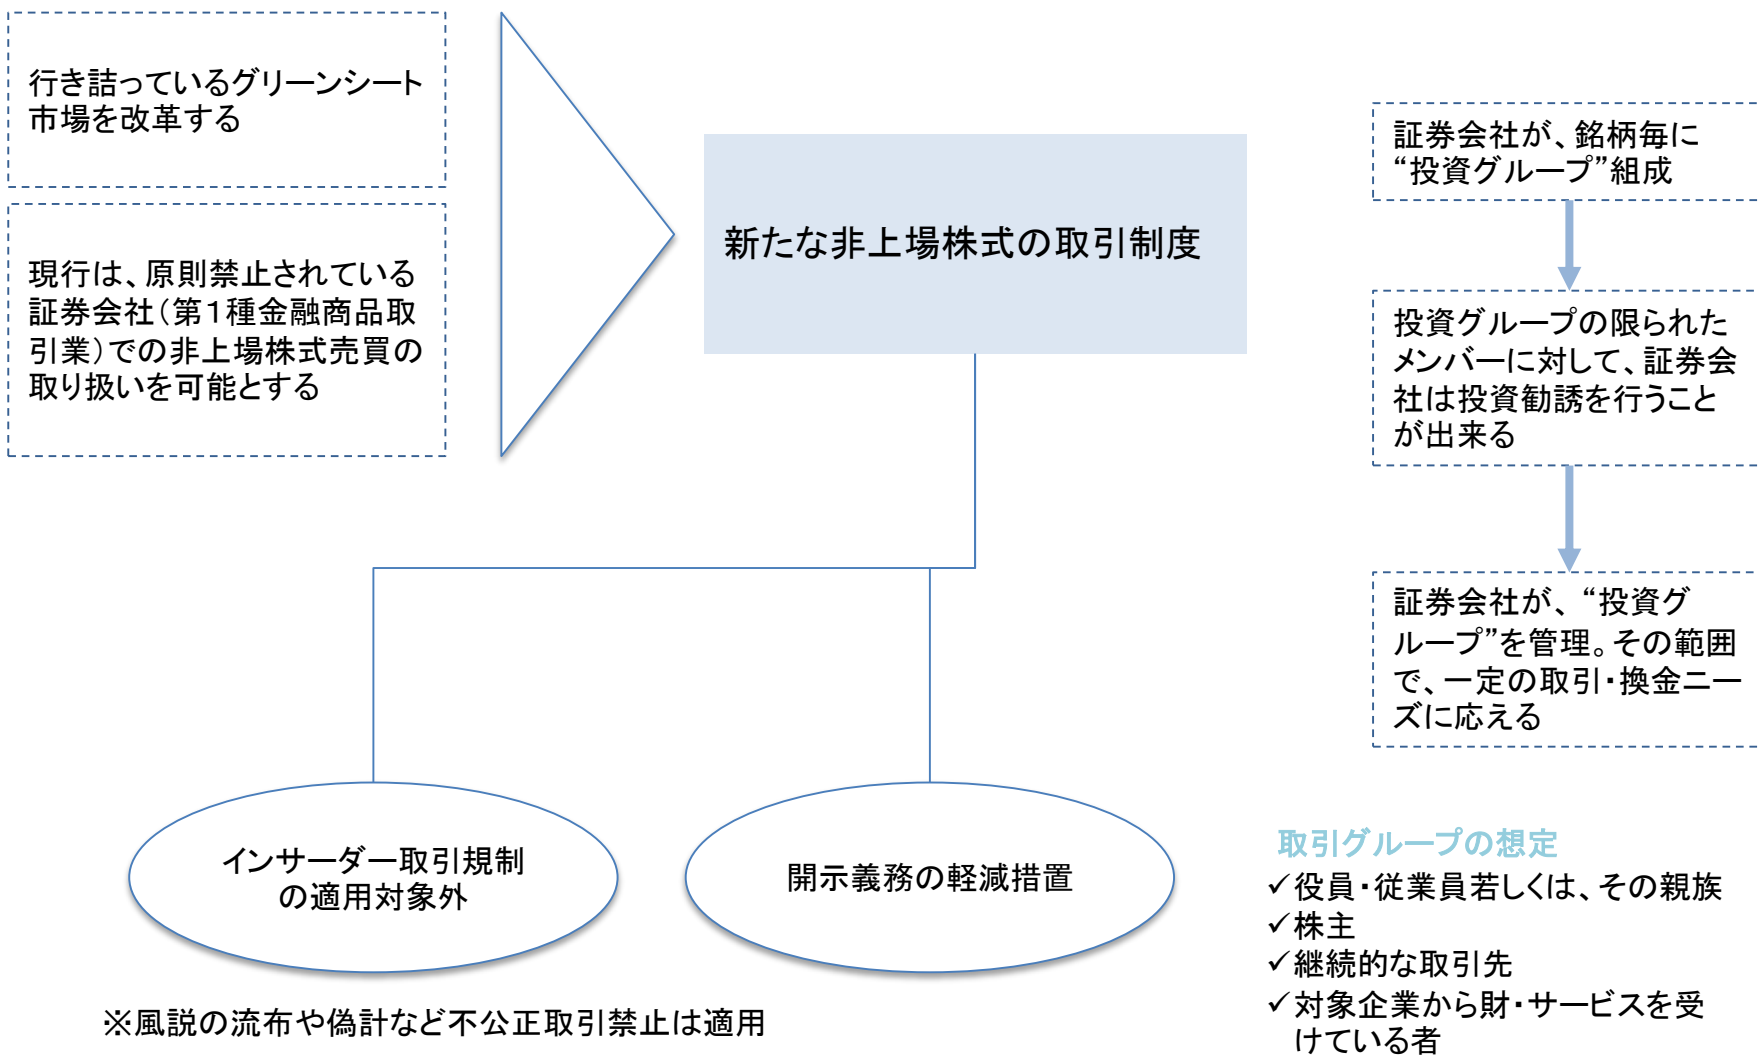 行き詰っているグリーンシート
市場を改革する
現行は、原則禁止されている
証券会社（第１種金融商品取
引業）での非上場株式売買の
取り扱いを可能とする
新たな非上場株式の取引制度
インサーダー取引規制
の適用対象外
開示義務の軽減措置
※風説の流布や偽計など不公正取引禁止は適用
証券会社が、銘柄毎に
“投資グループ”組成
投資グループの限られた
メンバーに対して、証券会
社は投資勧誘を行うこと
が出来る
証券会社が、“投資グ
ループ”を管理。その範囲
で、一定の取引・換金ニー
ズに応える
取引グループの想定
✓役員・従業員若しくは、その親族
✓株主
✓継続的な取引先
✓対象企業から財・サービスを受
けている者